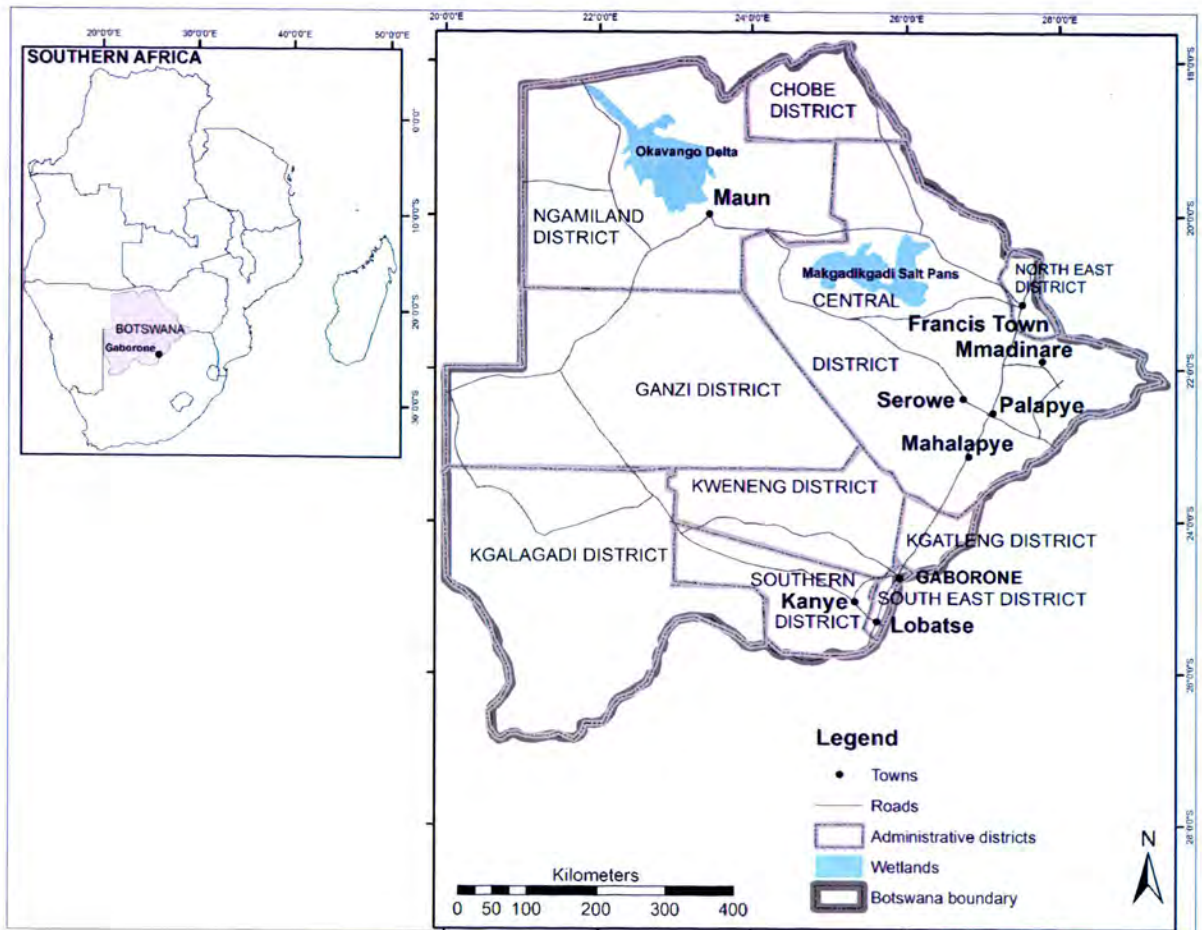 20°0'0"E 22°0'0"E 24°0'0"E 26°0'0"E 28°0'0"E
20°0'0"E 30°0'0"E 40°0'0"E 50°0'0"E
SOUTHERN AFRICA
0°0'0"
10°0'0"S
20°0'0"S
30°0'0"S
BOTSWANA
Gaborone
18°0'0"S
20°0'0"S
22°0'0"S
24°0'0"S
26°0'0"S
28°0'0"S
CHOBE
DISTRICT
Okavango Delta
Maun
NGAMILAND
DISTRICT
Makgadikgadi Salt Pans
CENTRAL
NORTH EAST
DISTRICT
Francis Town
Mmadinare
DISTRICT
GANZI DISTRICT
Serowe
Palapye
Mahalapye
KWENENG DISTRICT
KGATLENG DISTRICT
KGALAGADI DISTRICT
SOUTHERN
GABORONE
Kanye
SOUTH EAST DISTRICT
DISTRICT
Lobatse
Legend
Towns
Roads
Administrative districts
Wetlands
Botswana boundary
Kilometers
0 50 100 200 300 400
N